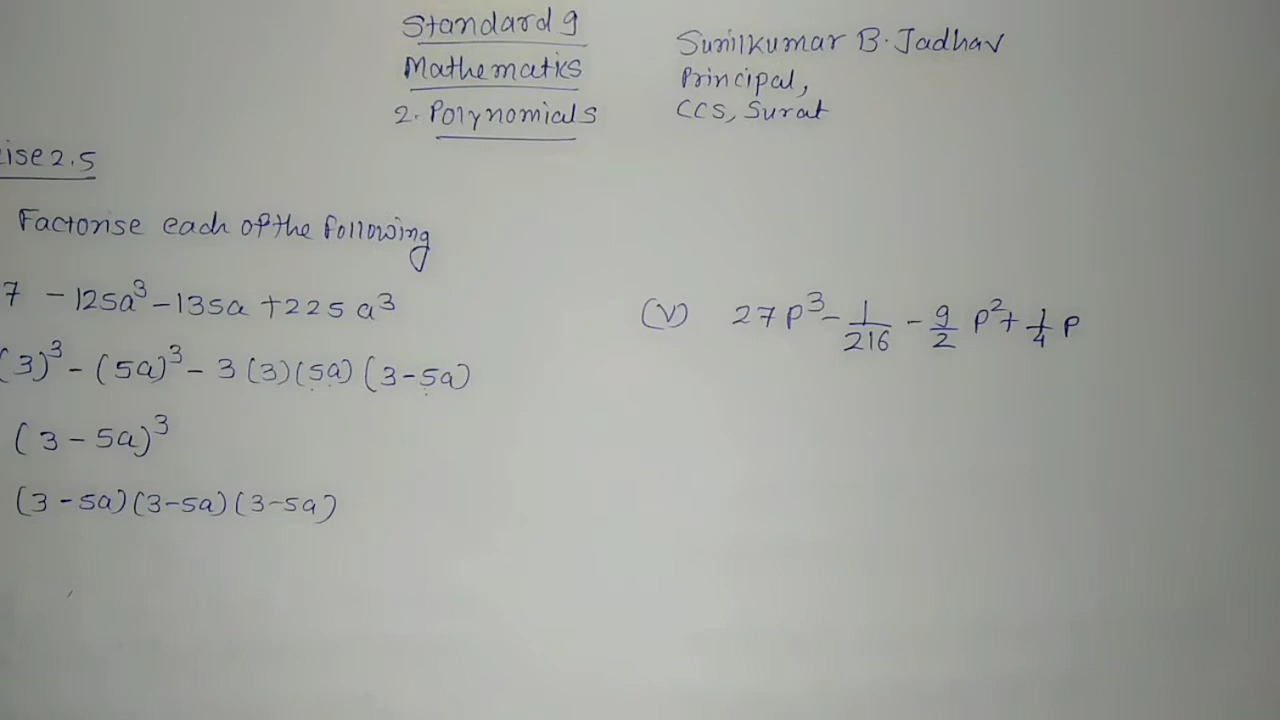 Standard 9
Mathematics
2. Polynomials
Sunilkumar B. Jadhav
Principal,
CCS, Surat
ise 2.5
Factorise each of the following
7 - 125a³ - 135a + 225a³
(3)³ - (5a)³ - 3(3)(5a)(3-5a)
(3 - 5a)³
(3 - 5a)(3-5a)(3-5a)
(V) 27p³ - 1/216 - 9/2 p² + 1/4 p